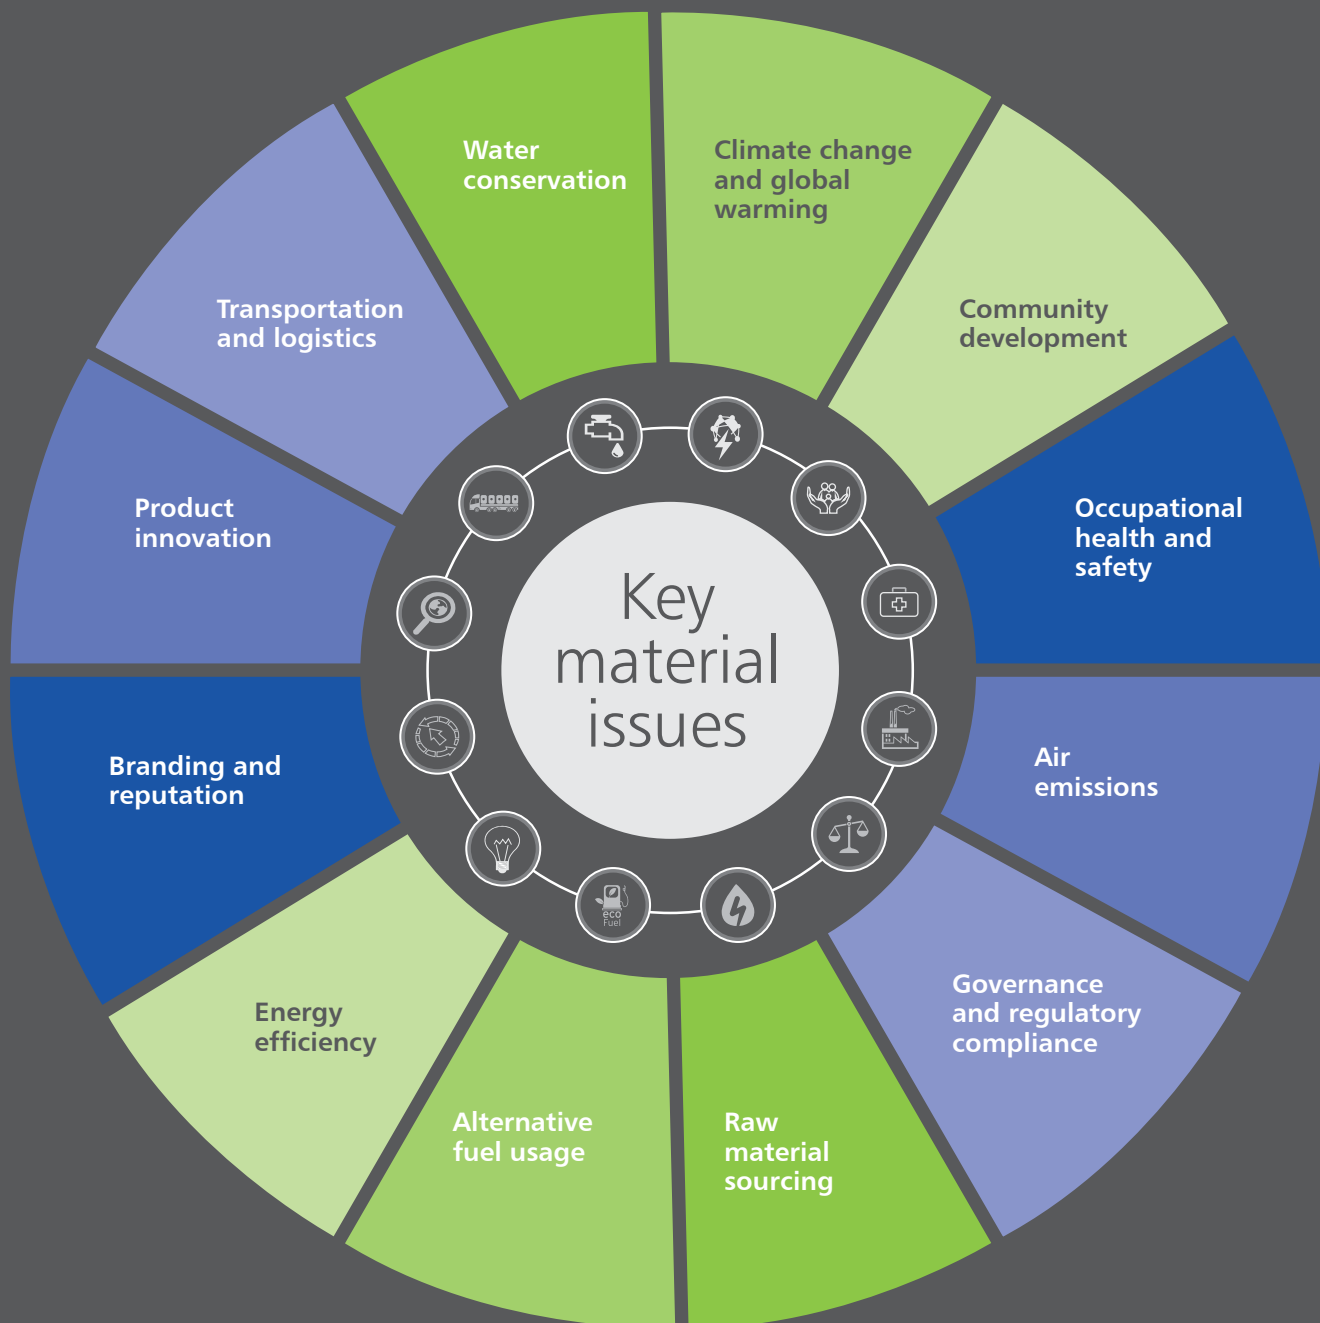 Water
conservation
Climate change
and global
warming
Community
development
Occupational
health and
safety
Air
emissions
Governance
and regulatory
compliance
Raw
material
sourcing
Alternative
fuel usage
Energy
efficiency
Branding and
reputation
Product
innovation
Transportation
and logistics
Key
material
issues
eco
Fuel